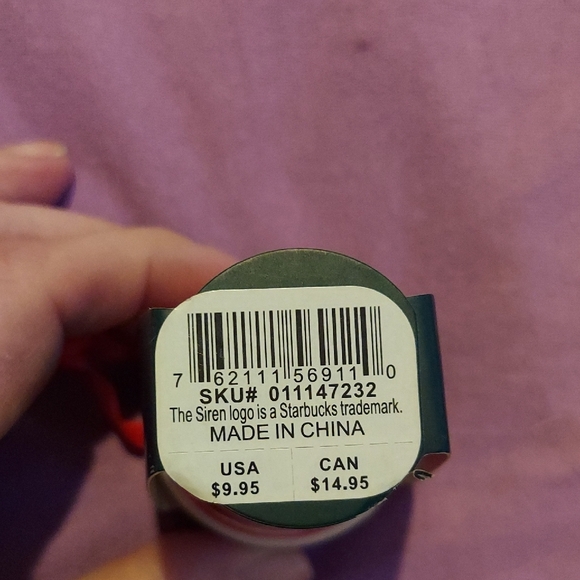 7 62111 56911 0
SKU# 011147232
The Siren logo is a Starbucks trademark.
MADE IN CHINA
USA CAN
$9.95 $14.95